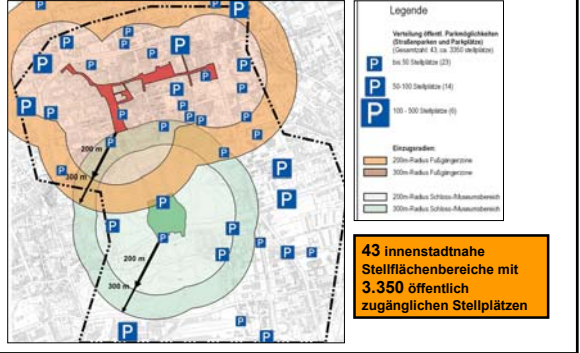 Legende
Verteilung öffentl. Parkmöglichkeiten
(Straßenparken und Parkplätze)
(Gesamtzahl: 43, ca. 3350 stellplätze)
P bis 50 Stellplätze (23)
P 50-100 Stellplätze (14)
P 100 - 500 Stellplätze (6)
Einzugsradien:
200m-Radius Fußgängerzone
300m-Radius Fußgängerzone
200m-Radius Schloss-/Museumsbereich
300m-Radius Schloss-/Museumsbereich
200 m
300 m
200 m
300 m
43 innenstadtnahe
Stellflächenbereiche mit
3.350 öffentlich
zugänglichen Stellplätzen